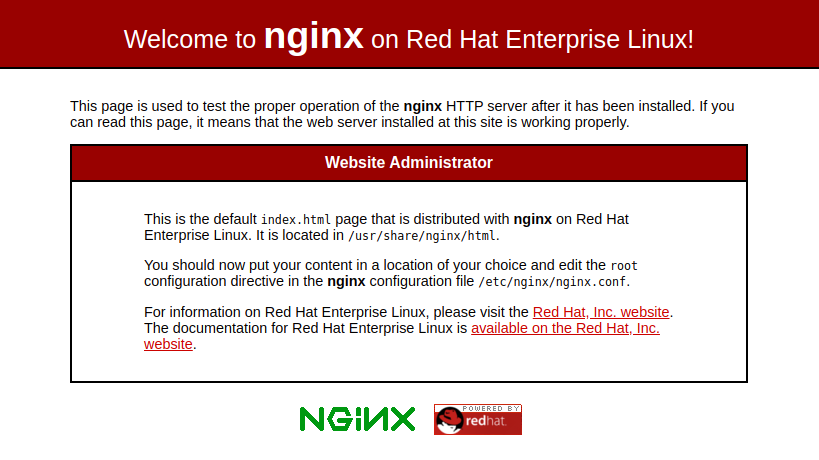 Welcome to nginx on Red Hat Enterprise Linux!
This page is used to test the proper operation of the nginx HTTP server after it has been installed. If you
can read this page, it means that the web server installed at this site is working properly.
Website Administrator
This is the default index.html page that is distributed with nginx on Red Hat
Enterprise Linux. It is located in /usr/share/nginx/html.
You should now put your content in a location of your choice and edit the root
configuration directive in the nginx configuration file /etc/nginx/nginx.conf.
For information on Red Hat Enterprise Linux, please visit the Red Hat, Inc. website.
The documentation for Red Hat Enterprise Linux is available on the Red Hat, Inc.
website.
NGINX
POWERED BY
redhat.